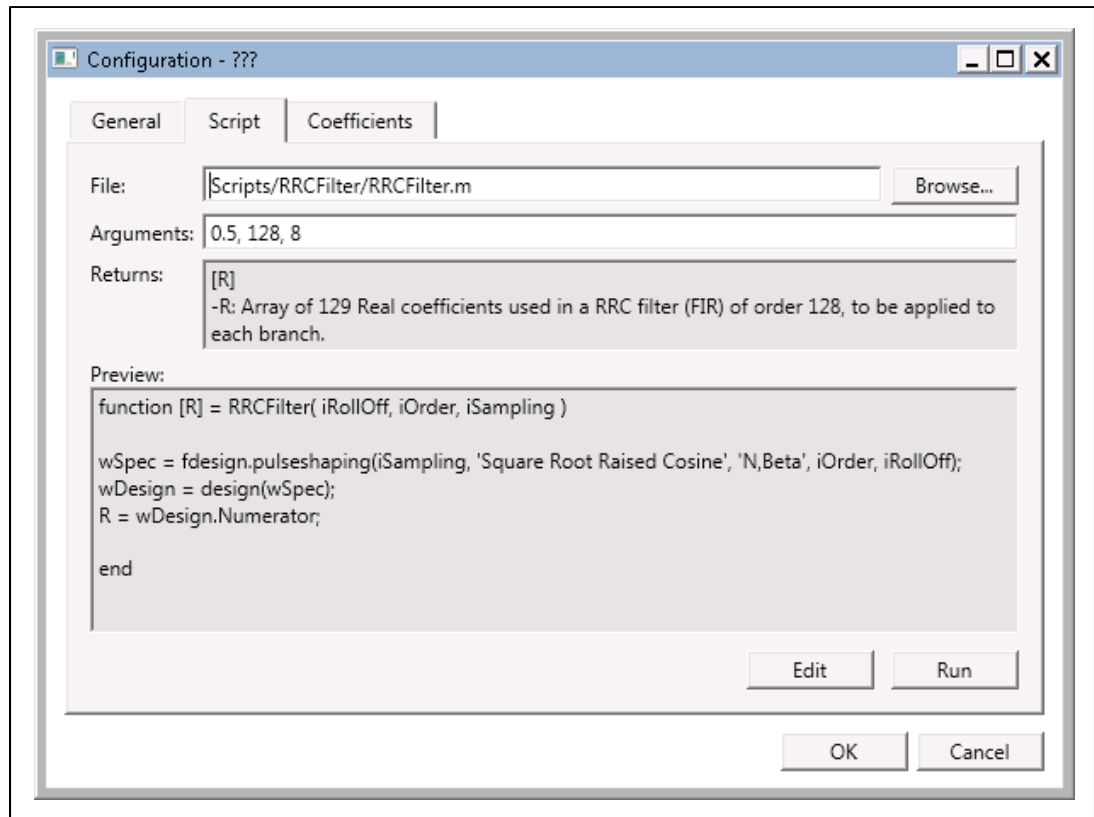 Configuration - ???
General Script Coefficients
File: Scripts/RRCFilter/RRCFilter.m Browse...
Arguments: 0.5, 128, 8
Returns: [R]
-R: Array of 129 Real coefficients used in a RRC filter (FIR) of order 128, to be applied to
each branch.
Preview:
function [R] = RRCFilter( iRollOff, iOrder, iSampling )
wSpec = fdesign.pulseshaping(iSampling, 'Square Root Raised Cosine', 'N,Beta', iOrder, iRollOff);
wDesign = design(wSpec);
R = wDesign.Numerator;
end
Edit Run
OK Cancel